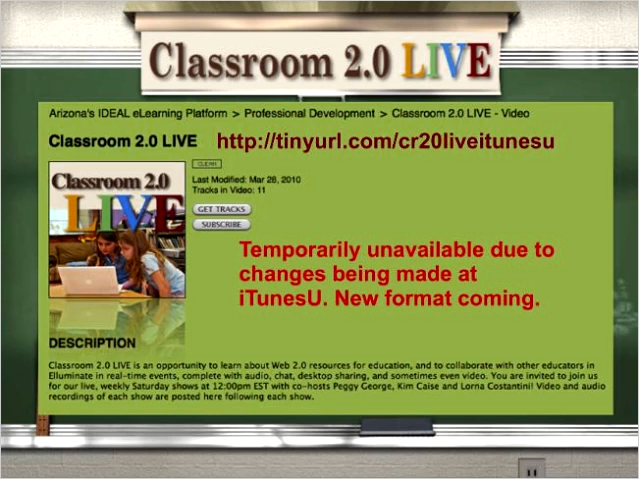 Classroom 2.0 LIVE
Arizona's IDEAL eLearning Platform > Professional Development > Classroom 2.0 LIVE - Video
Classroom 2.0 LIVE http://tinyurl.com/cr20liveitunesu
CLEAN
Classroom 2.0
LIVE
Last Modified: Mar 26, 2010
Tracks in Video: 11
GET TRACKS
SUBSCRIBE
Temporarily unavailable due to
changes being made at
iTunesU. New format coming.
DESCRIPTION
Classroom 2.0 LIVE is an opportunity to learn about Web 2.0 resources for education, and to collaborate with other educators in
Elluminate in real-time events, complete with audio, chat, desktop sharing, and sometimes even video. You are invited to join us
for our live, weekly Saturday shows at 12:00pm EST with co-hosts Peggy George, Kim Caise and Lorna Costantini! Video and audio
recordings of each show are posted here following each show.